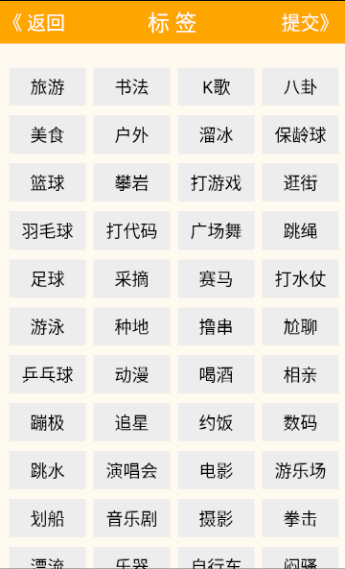 《 返回 标 签 提交》
旅游 书法 K歌 八卦
美食 户外 溜冰 保龄球
篮球 攀岩 打游戏 逛街
羽毛球 打代码 广场舞 跳绳
足球 采摘 赛马 打水仗
游泳 种地 撸串 尬聊
乒乓球 动漫 喝酒 相亲
蹦极 追星 约饭 数码
跳水 演唱会 电影 游乐场
划船 音乐剧 摄影 拳击
漂流 乐器 自行车 闷骚